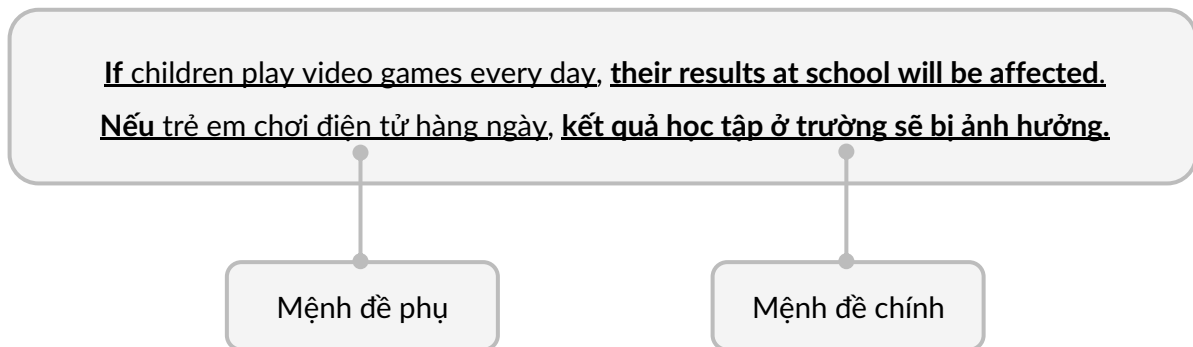 If children play video games every day, their results at school will be affected.
Nếu trẻ em chơi điện tử hàng ngày, kết quả học tập ở trường sẽ bị ảnh hưởng.
Mệnh đề phụ
Mệnh đề chính